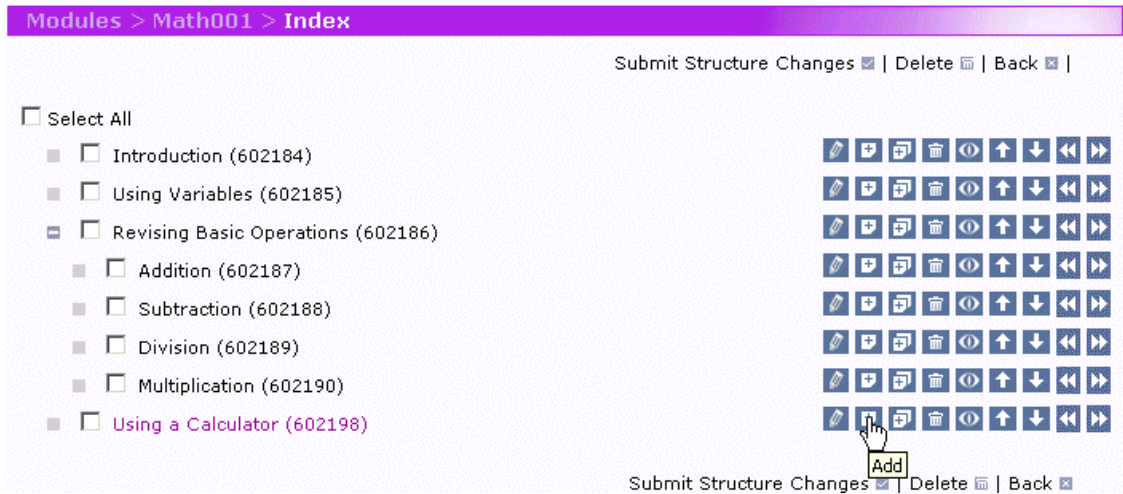 Modules > Math001 > Index
Submit Structure Changes | Delete | Back |
Select All
Introduction (602184)
Using Variables (602185)
Revising Basic Operations (602186)
Addition (602187)
Subtraction (602188)
Division (602189)
Multiplication (602190)
Using a Calculator (602198)
Add
Submit Structure Changes | Delete | Back